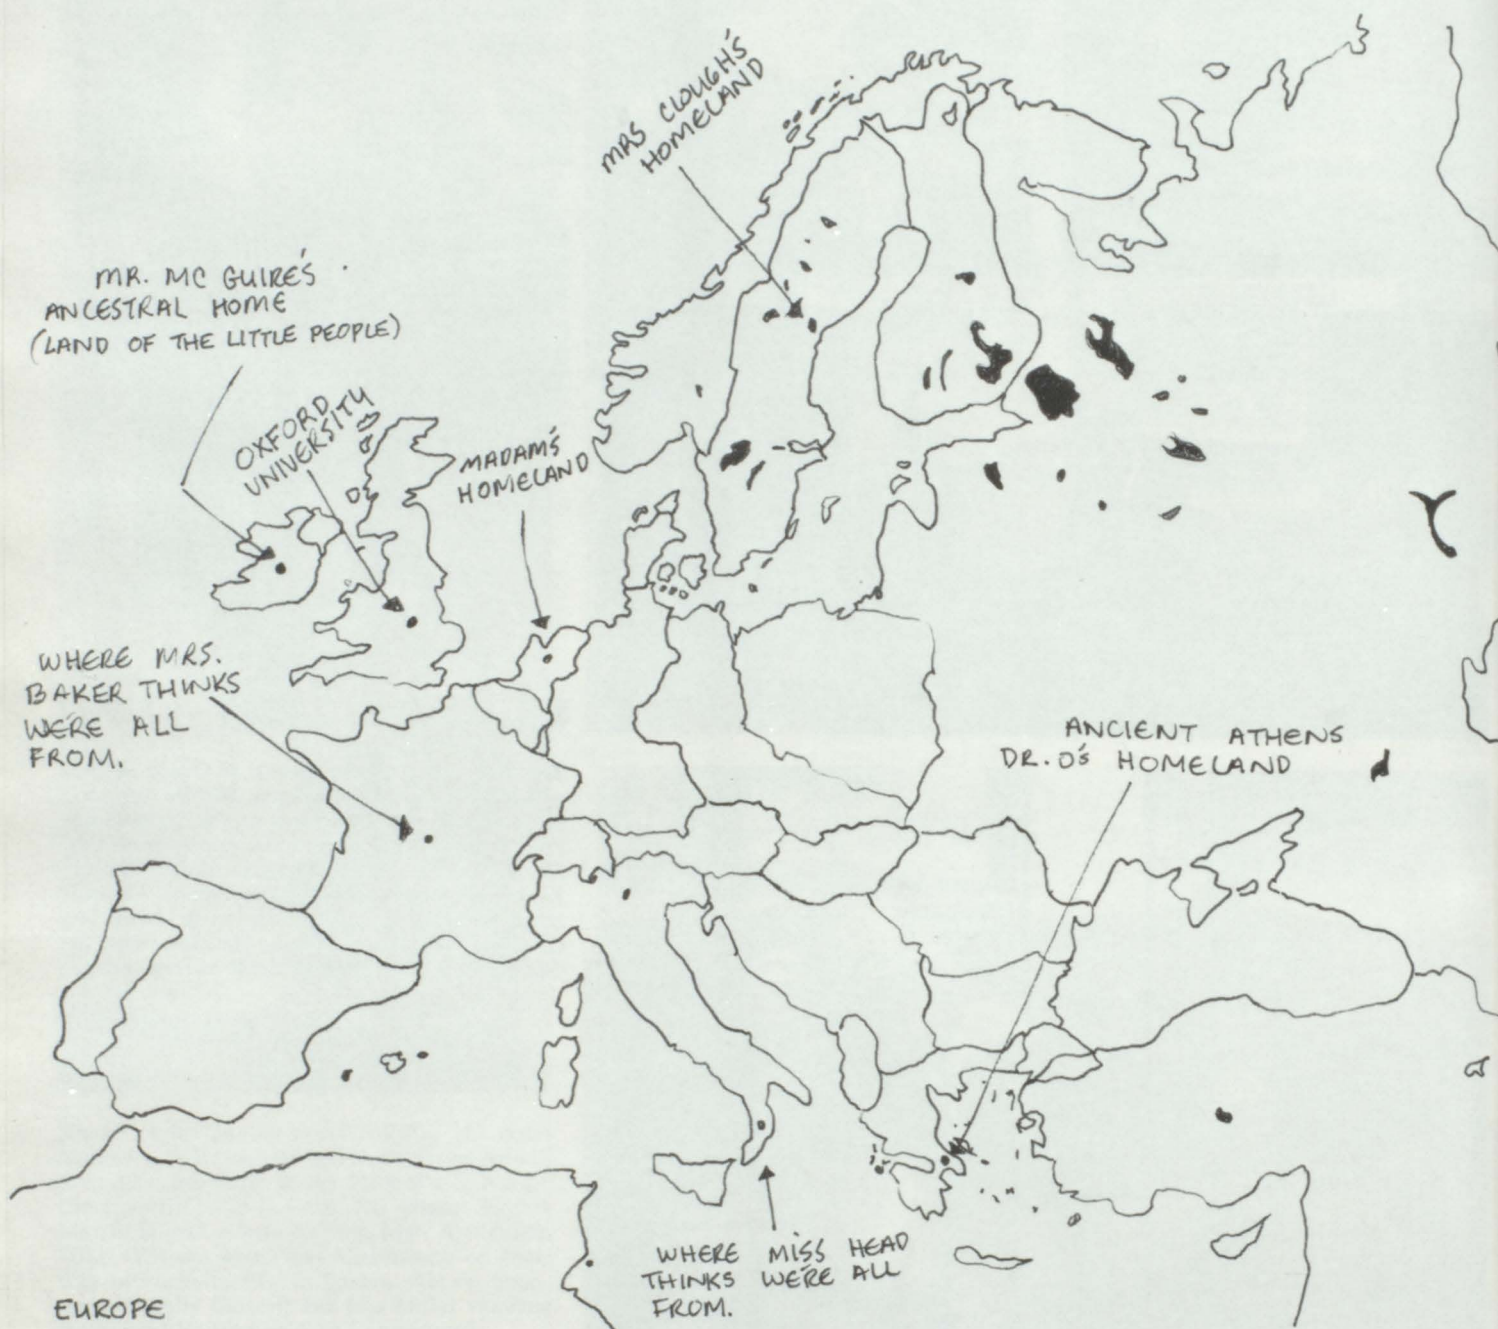 MRS CLOUGH'S
HOMELAND
MR. MC GUIRE'S
ANCESTRAL HOME
(LAND OF THE LITTLE PEOPLE)
OXFORD
UNIVERSITY
MADAM'S
HOMELAND
WHERE MRS.
BAKER THINKS
WE'RE ALL
FROM.
ANCIENT ATHENS
DR. O'S HOMELAND
WHERE MISS HEAD
THINKS WE'RE ALL
FROM.
EUROPE